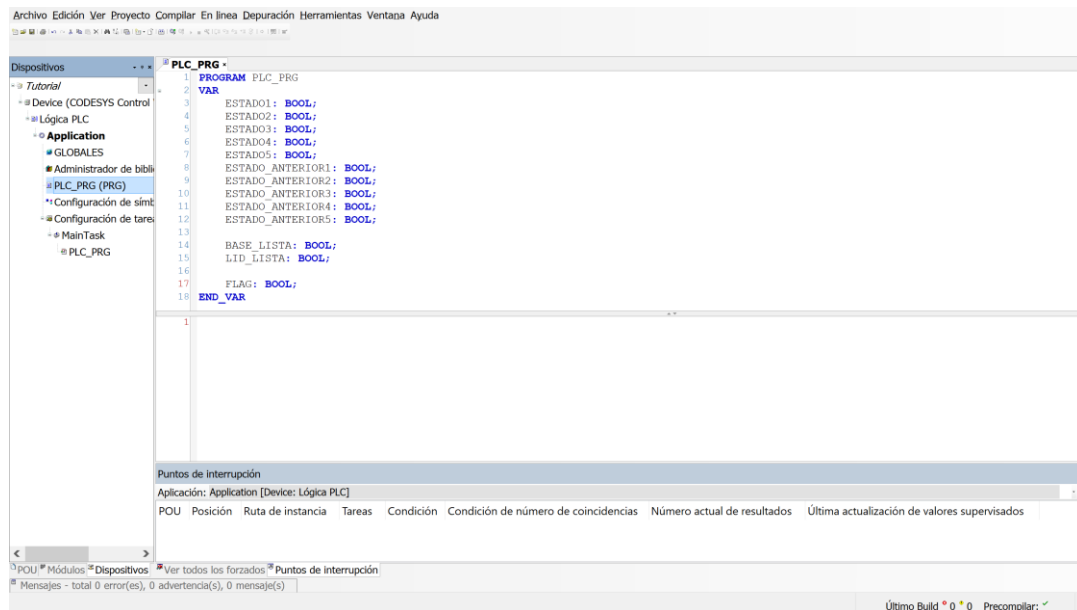 Archivo Edición Ver Proyecto Compilar En línea Depuración Herramientas Ventana Ayuda
Dispositivos
Tutorial
Device (CODESYS Control
Lógica PLC
Application
GLOBALES
Administrador de bibli
PLC_PRG (PRG)
Configuración de símb
Configuración de tarea
MainTask
PLC_PRG
PLC_PRG
1 PROGRAM PLC_PRG
2 VAR
3 ESTADO1: BOOL;
4 ESTADO2: BOOL;
5 ESTADO3: BOOL;
6 ESTADO4: BOOL;
7 ESTADO5: BOOL;
8 ESTADO_ANTERIOR1: BOOL;
9 ESTADO_ANTERIOR2: BOOL;
10 ESTADO_ANTERIOR3: BOOL;
11 ESTADO_ANTERIOR4: BOOL;
12 ESTADO_ANTERIOR5: BOOL;
13
14 BASE_LISTA: BOOL;
15 LID_LISTA: BOOL;
16
17 FLAG: BOOL;
18 END_VAR
1
Puntos de interrupción
Aplicación: Application [Device: Lógica PLC]
POU Posición Ruta de instancia Tareas Condición Condición de número de coincidencias Número actual de resultados Última actualización de valores supervisados
POU Módulos Dispositivos Ver todos los forzados Puntos de interrupción
Mensajes - total 0 error(es), 0 advertencia(s), 0 mensaje(s)
Último Build 0 0 Precompilar: